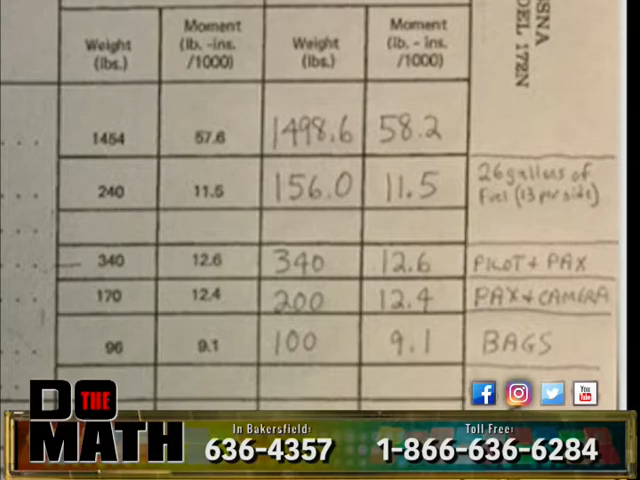 Weight
(lbs.)
Moment
(lb. -ins.
/1000)
Weight
(lbs.)
Moment
(lb. - ins.
/1000)
1454 57.6 1498.6 58.2
240 11.5 156.0 11.5
26 gallons of
Fuel (13 per side)
340 12.6 340 12.6 PILOT + PAX
170 12.4 200 12.4 PAX + CAMERA
96 9.1 100 9.1 BAGS
172N
DO
THE
MATH
In Bakersfield:
636-4357
Toll Free:
1-866-636-6284
You
Tube